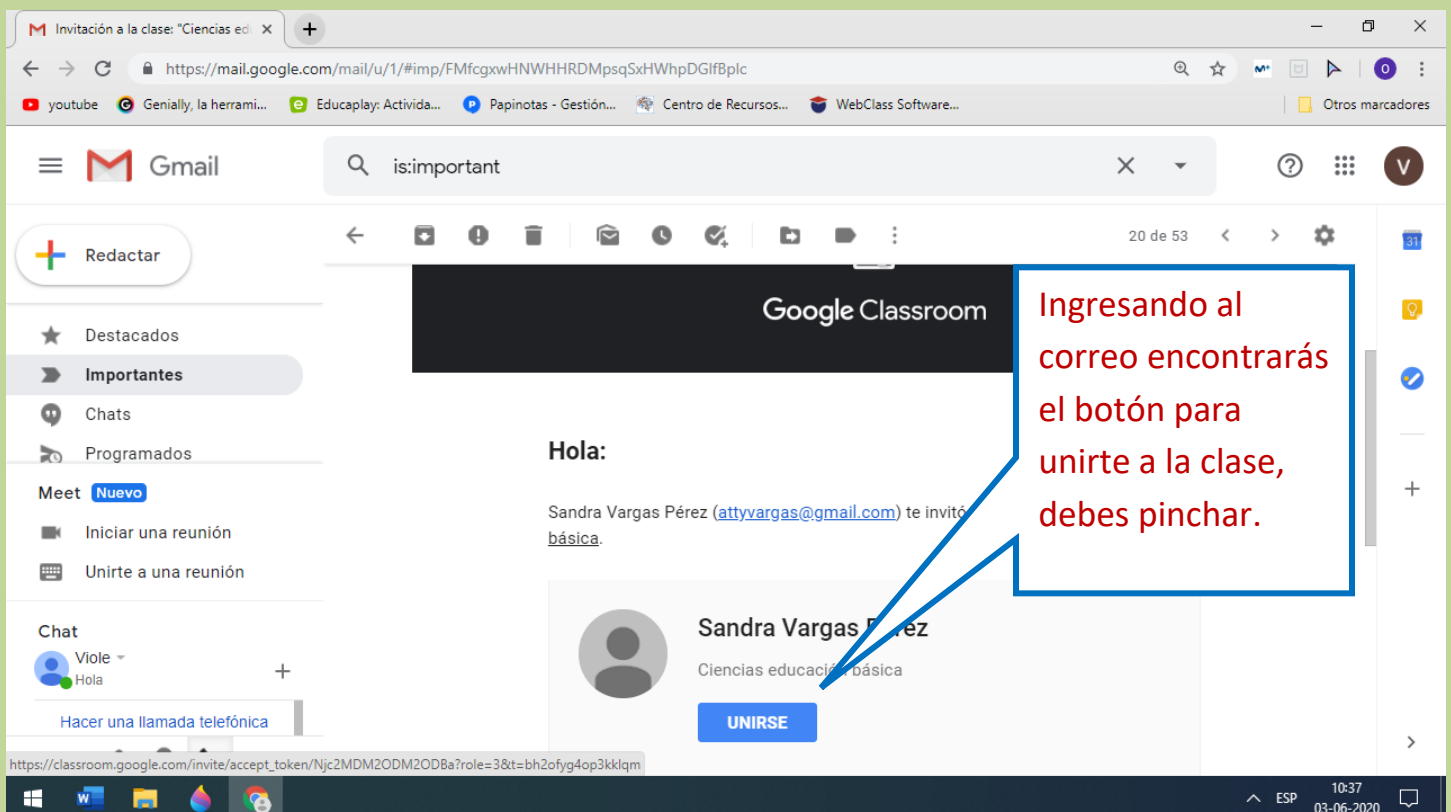 Invitación a la clase: "Ciencias ed
https://mail.google.com/mail/u/1/#imp/FMfcgxwHNWHHRDMpsqSxHWhpDGlfBplc
youtube Genially, la herrami... Educaplay: Activida... Papinotas - Gestión... Centro de Recursos... WebClass Software... Otros marcadores
Gmail is:important V
Redactar
20 de 53
31
Destacados
Importantes
Chats
Programados
Meet Nuevo
Iniciar una reunión
Unirte a una reunión
Chat
Viole
Hola
Hacer una llamada telefónica
Google Classroom
Hola:
Sandra Vargas Pérez (attyvargas@gmail.com) te invitó
básica.
Sandra Vargas Pérez
Ciencias educación básica
UNIRSE
Ingresando al
correo encontrarás
el botón para
unirte a la clase,
debes pinchar.
https://classroom.google.com/invite/accept_token/Njc2MDM2ODM2ODBa?role=3&t=bh2ofyg4op3kklqm
ESP 10:37
03-06-2020